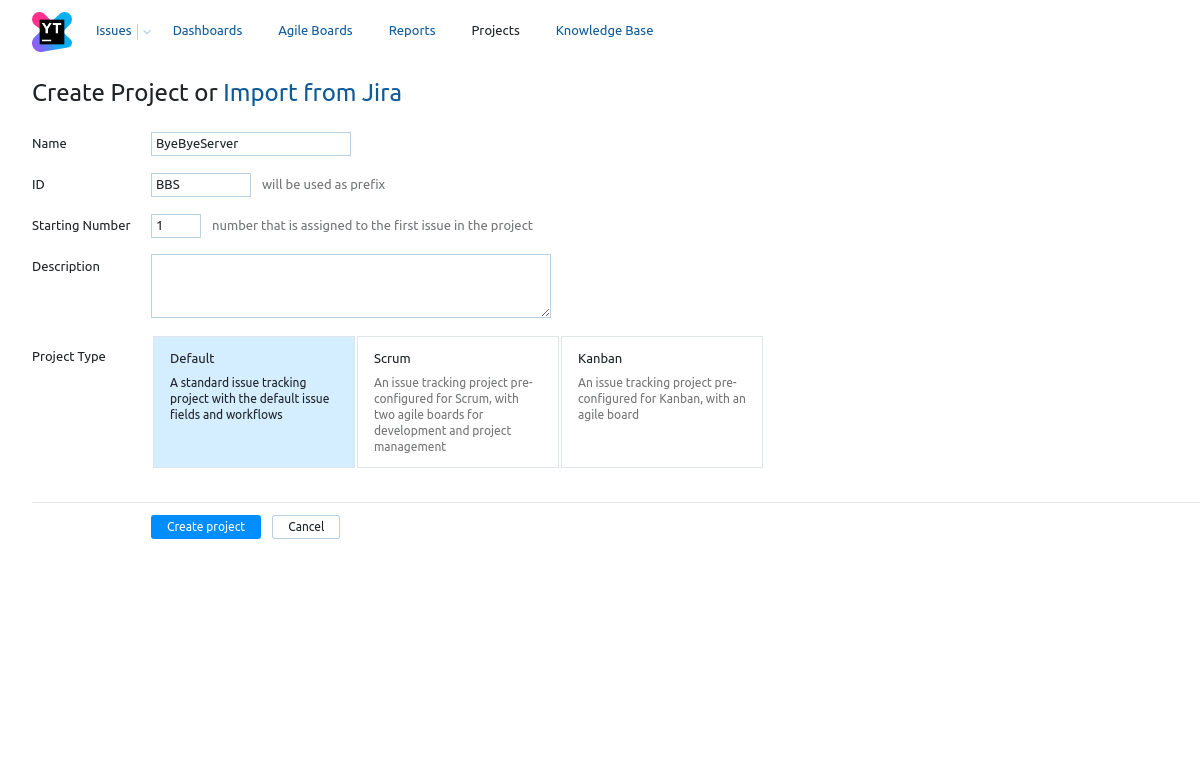 YT Issues Dashboards Agile Boards Reports Projects Knowledge Base
Create Project or Import from Jira
Name ByeByeServer
ID BBS will be used as prefix
Starting Number 1 number that is assigned to the first issue in the project
Description
Project Type
Default
A standard issue tracking
project with the default issue
fields and workflows
Scrum
An issue tracking project pre-
configured for Scrum, with
two agile boards for
development and project
management
Kanban
An issue tracking project pre-
configured for Kanban, with an
agile board
Create project Cancel